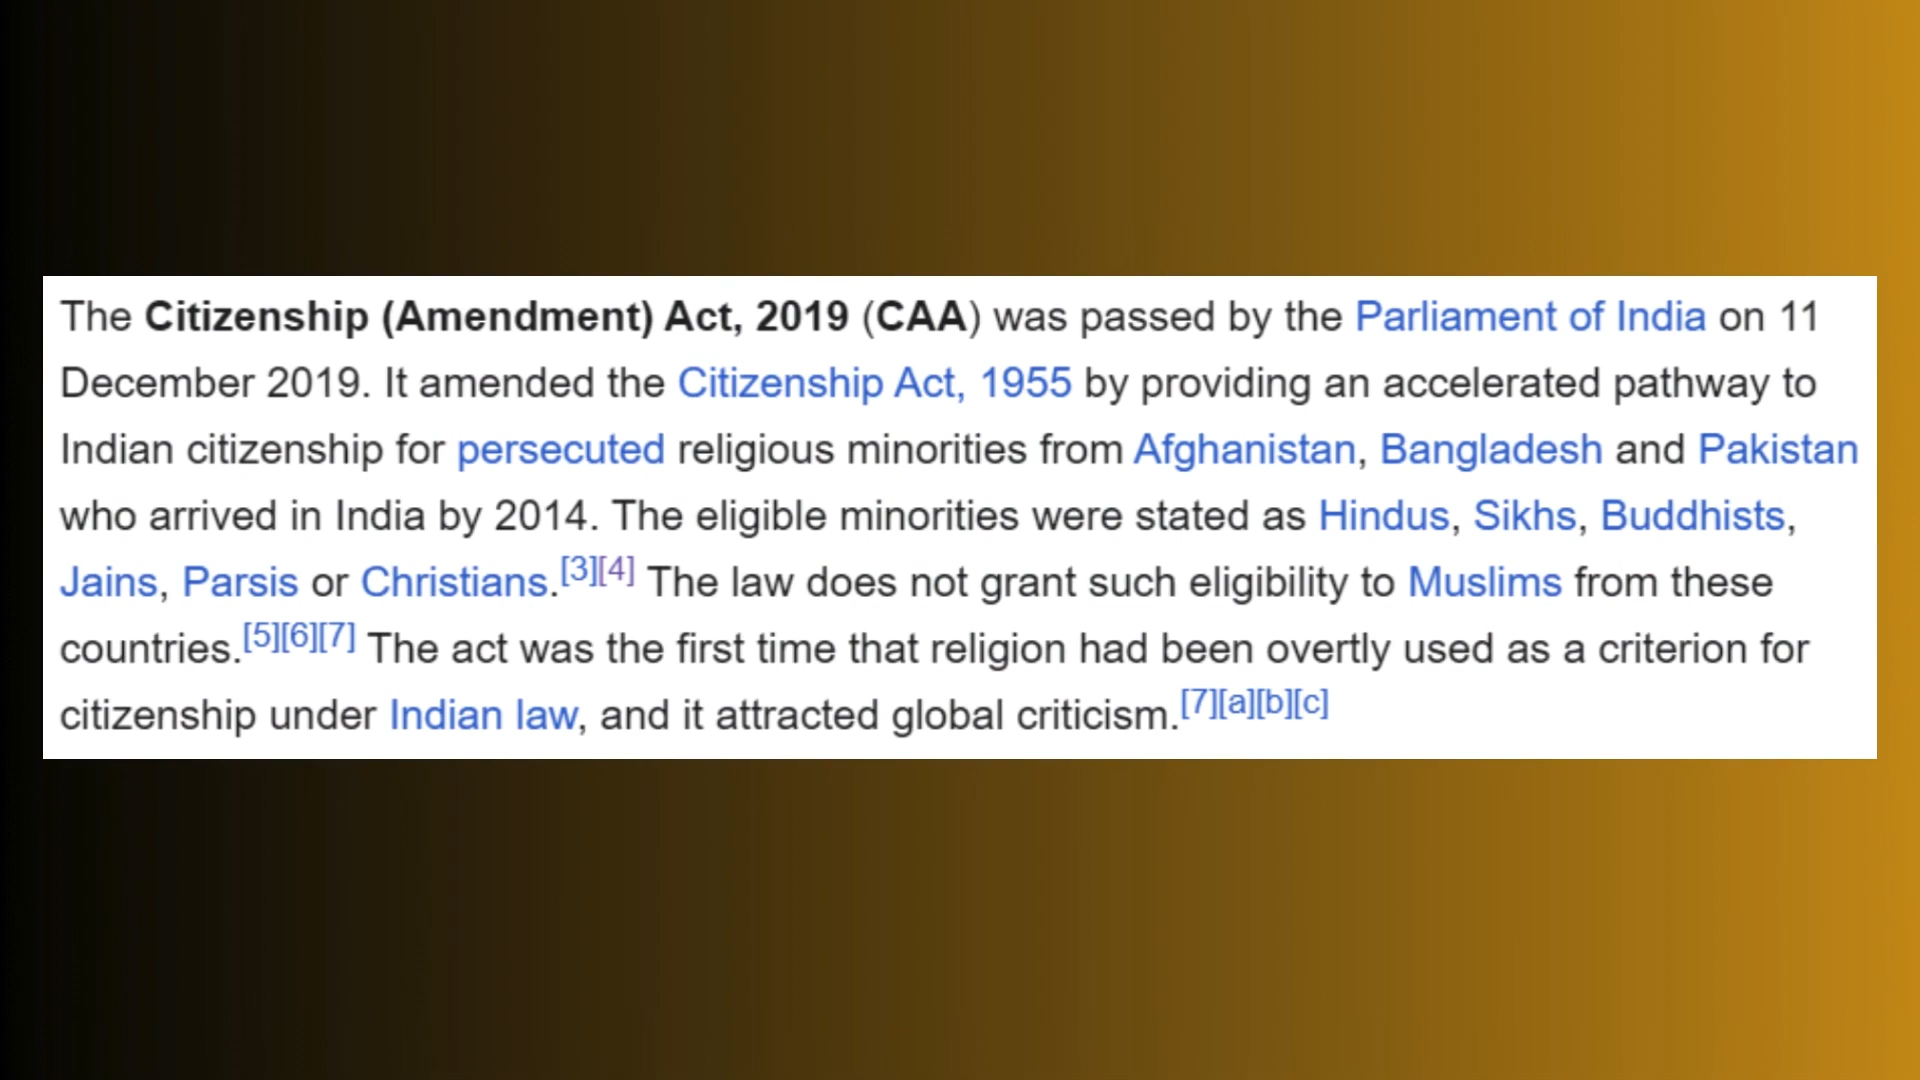 The Citizenship (Amendment) Act, 2019 (CAA) was passed by the Parliament of India on 11
December 2019. It amended the Citizenship Act, 1955 by providing an accelerated pathway to
Indian citizenship for persecuted religious minorities from Afghanistan, Bangladesh and Pakistan
who arrived in India by 2014. The eligible minorities were stated as Hindus, Sikhs, Buddhists,
Jains, Parsis or Christians.[3][4] The law does not grant such eligibility to Muslims from these
countries.[5][6][7] The act was the first time that religion had been overtly used as a criterion for
citizenship under Indian law, and it attracted global criticism.[7][a][b][c]